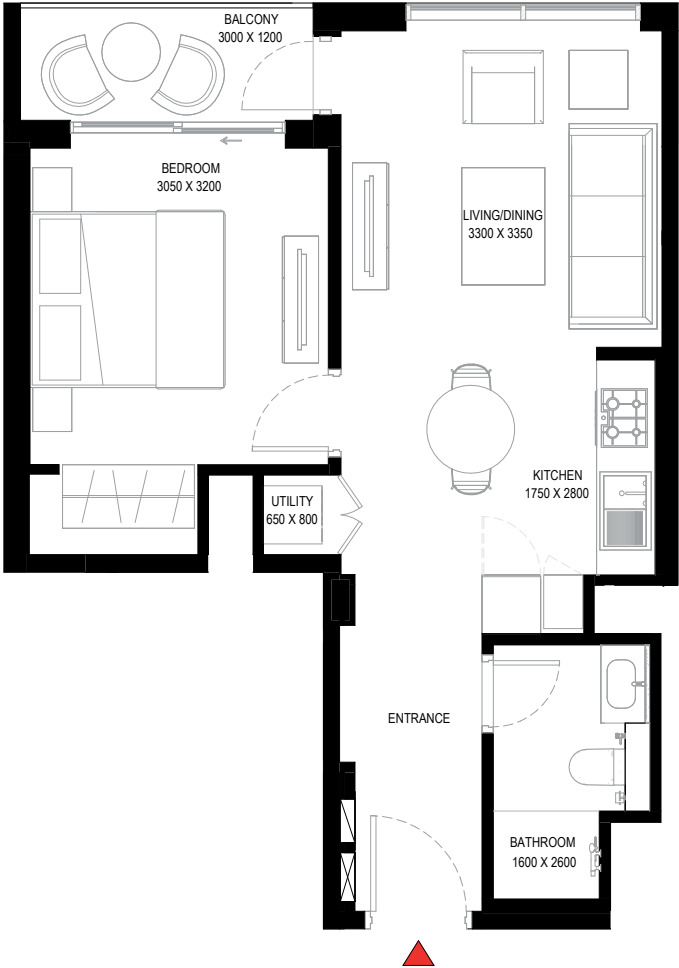 BALCONY
3000 X 1200
BEDROOM
3050 X 3200
LIVING/DINING
3300 X 3350
KITCHEN
1750 X 2800
UTILITY
650 X 800
ENTRANCE
BATHROOM
1600 X 2600